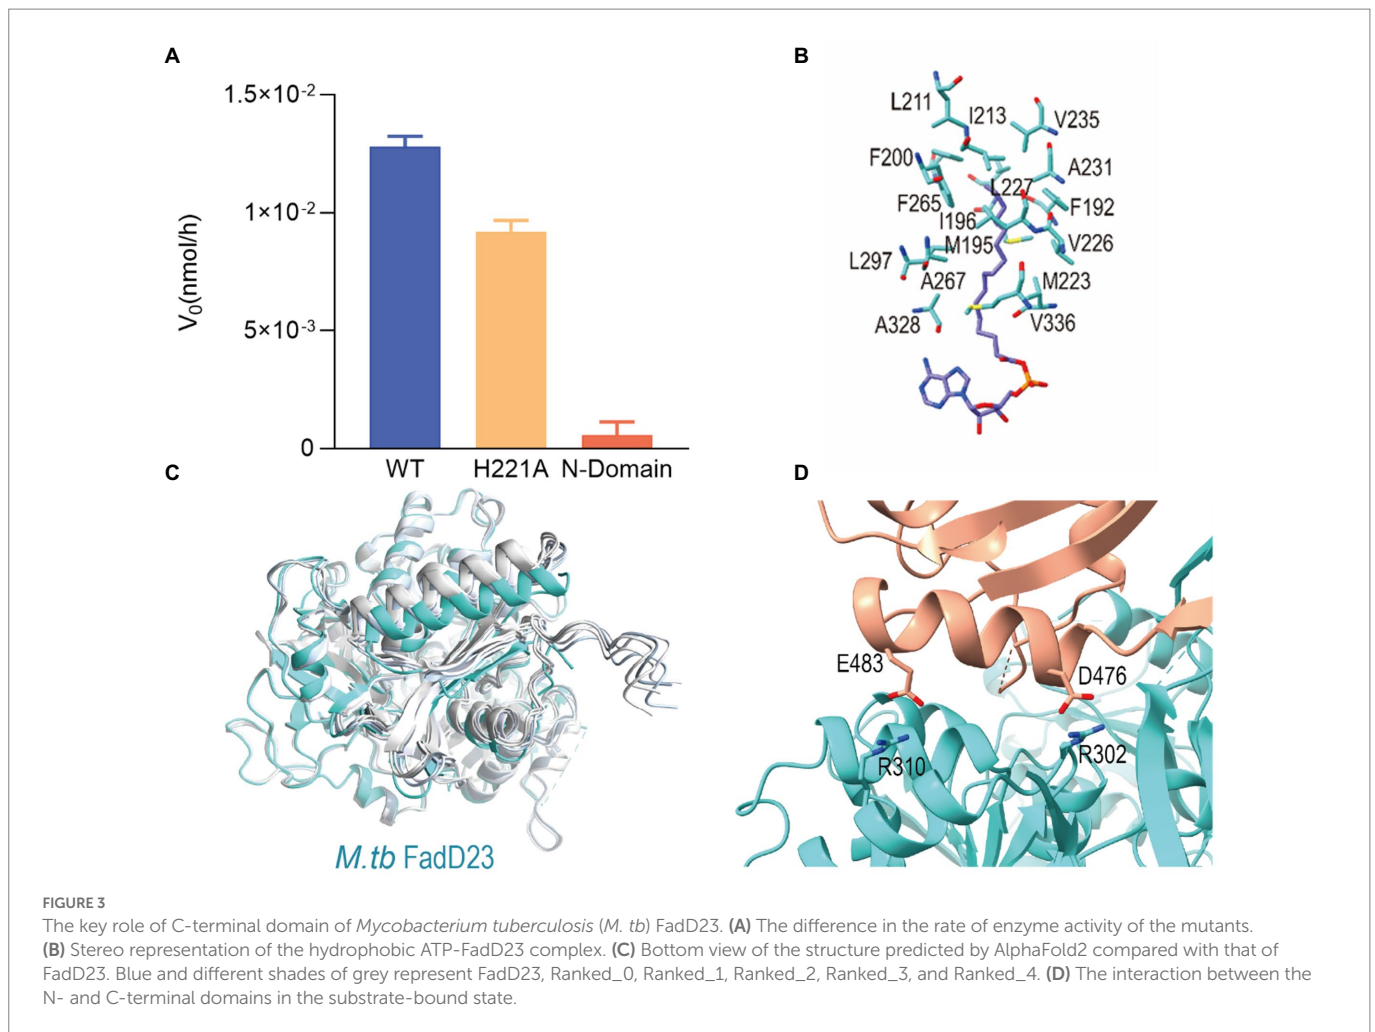 A
1.5×10⁻²
1×10⁻²
5×10⁻³
0
V₀(nmol/h)
WT H221A N-Domain
B
L211
I213
V235
F200
A231
L227
F265
F192
I196
M195
V226
L297
A267
M223
A328
V336
C
M.tb FadD23
D
E483
D476
R310
R302
FIGURE 3
The key role of C-terminal domain of Mycobacterium tuberculosis (M. tb) FadD23. (A) The difference in the rate of enzyme activity of the mutants.
(B) Stereo representation of the hydrophobic ATP-FadD23 complex. (C) Bottom view of the structure predicted by AlphaFold2 compared with that of
FadD23. Blue and different shades of grey represent FadD23, Ranked_0, Ranked_1, Ranked_2, Ranked_3, and Ranked_4. (D) The interaction between the
N- and C-terminal domains in the substrate-bound state.